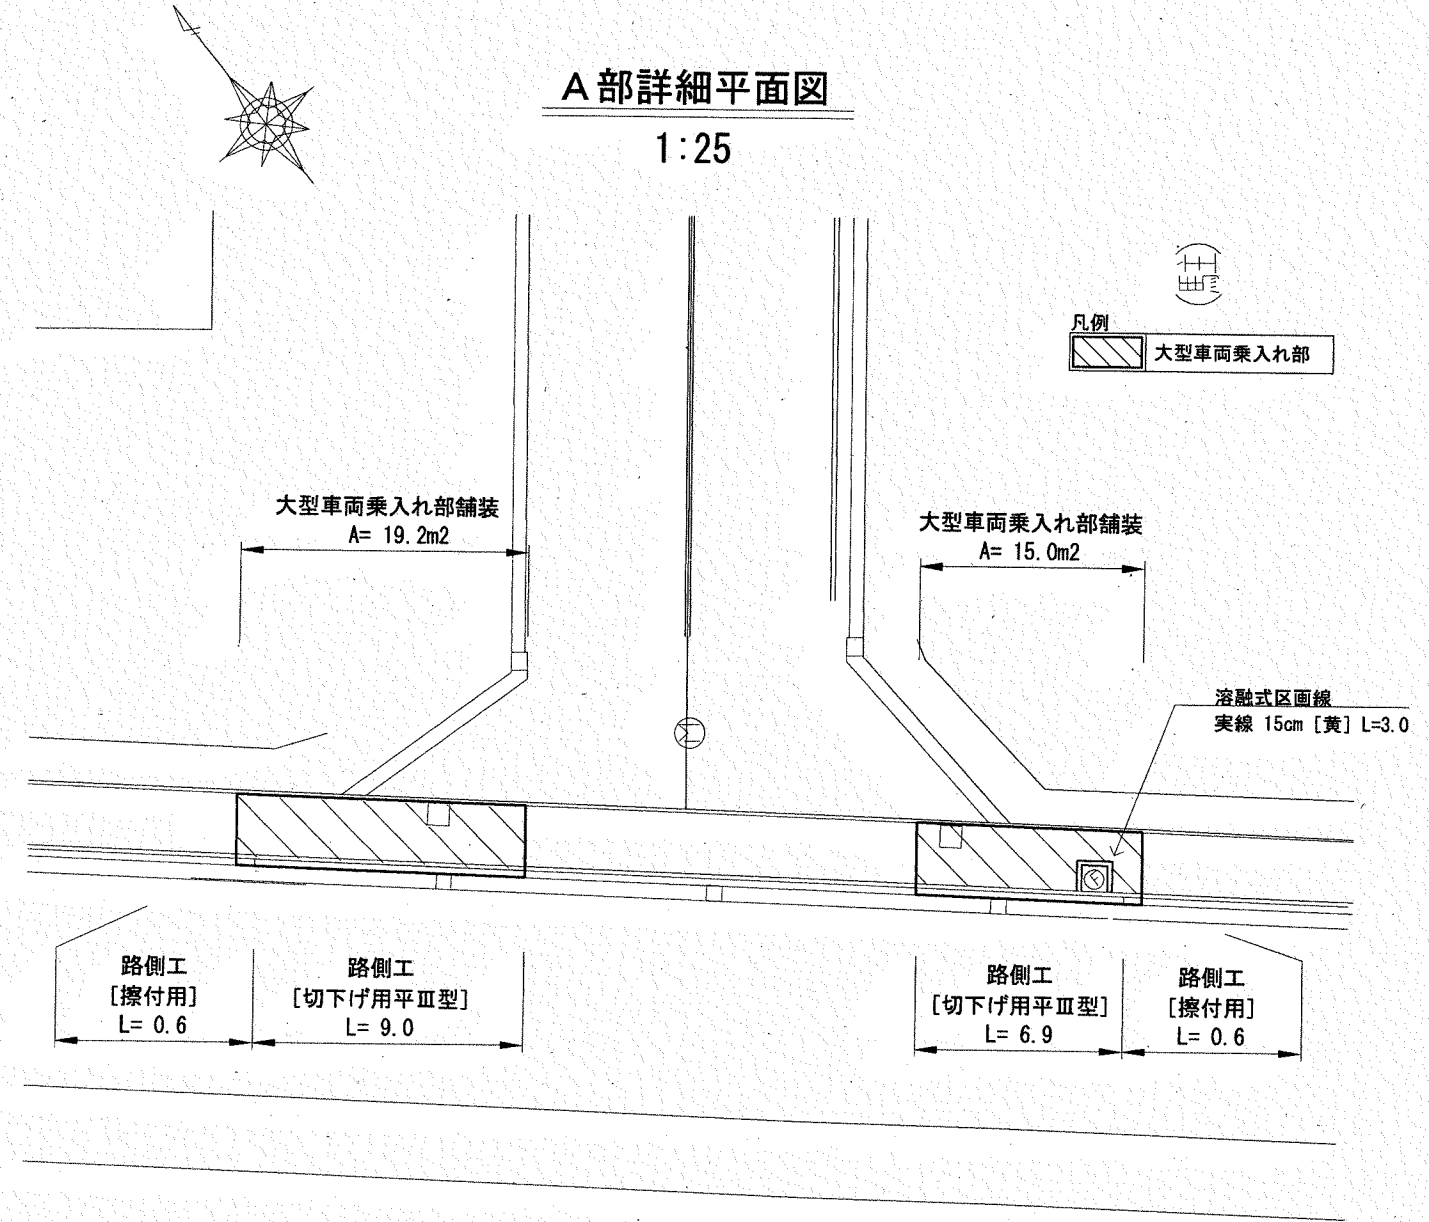 A部詳細平面図
1:25
凡例
大型車両乗入れ部
大型車両乗入れ部舗装
A= 19.2m2
大型車両乗入れ部舗装
A= 15.0m2
溶融式区画線
実線 15cm [黄] L=3.0
路側工
[擦付用]
L= 0.6
路側工
[切下げ用平Ⅲ型]
L= 9.0
路側工
[切下げ用平Ⅲ型]
L= 6.9
路側工
[擦付用]
L= 0.6